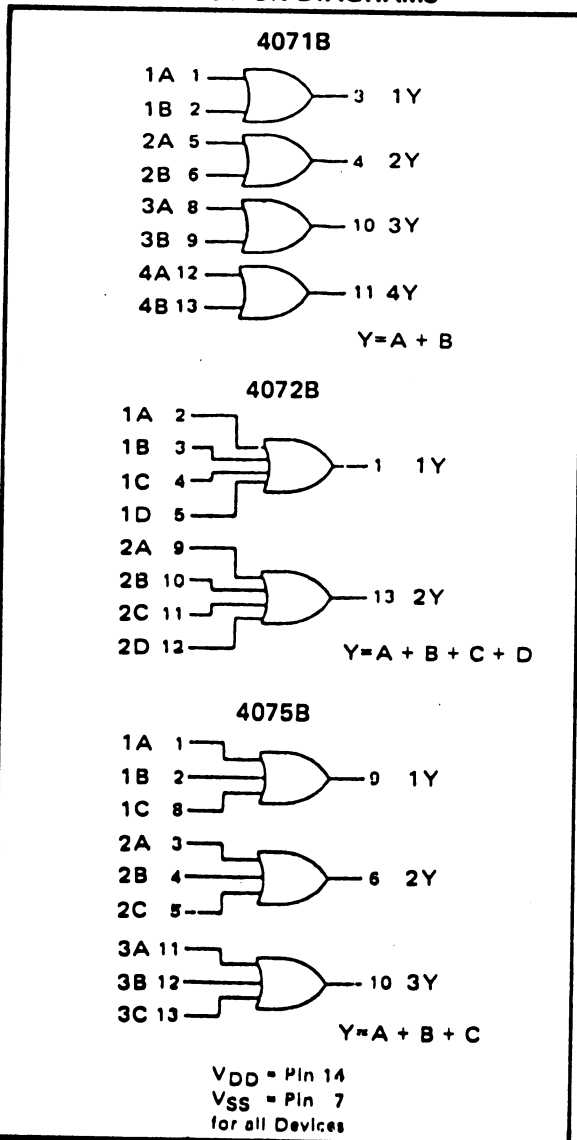 DIAGRAMS
4071B
1A 1
3 1Y
1B 2
2A 5
4 2Y
2B 6
3A 8
10 3Y
3B 9
4A 12
11 4Y
4B 13
Y=A + B
4072B
1A 2
1B 3
1 1Y
1C 4
1D 5
2A 9
2B 10
13 2Y
2C 11
2D 12
Y=A + B + C + D
4075B
1A 1
1B 2
9 1Y
1C 8
2A 3
2B 4
6 2Y
2C 5
3A 11
3B 12
10 3Y
3C 13
Y=A + B + C
VDD = Pin 14
VSS = Pin 7
for all Devices